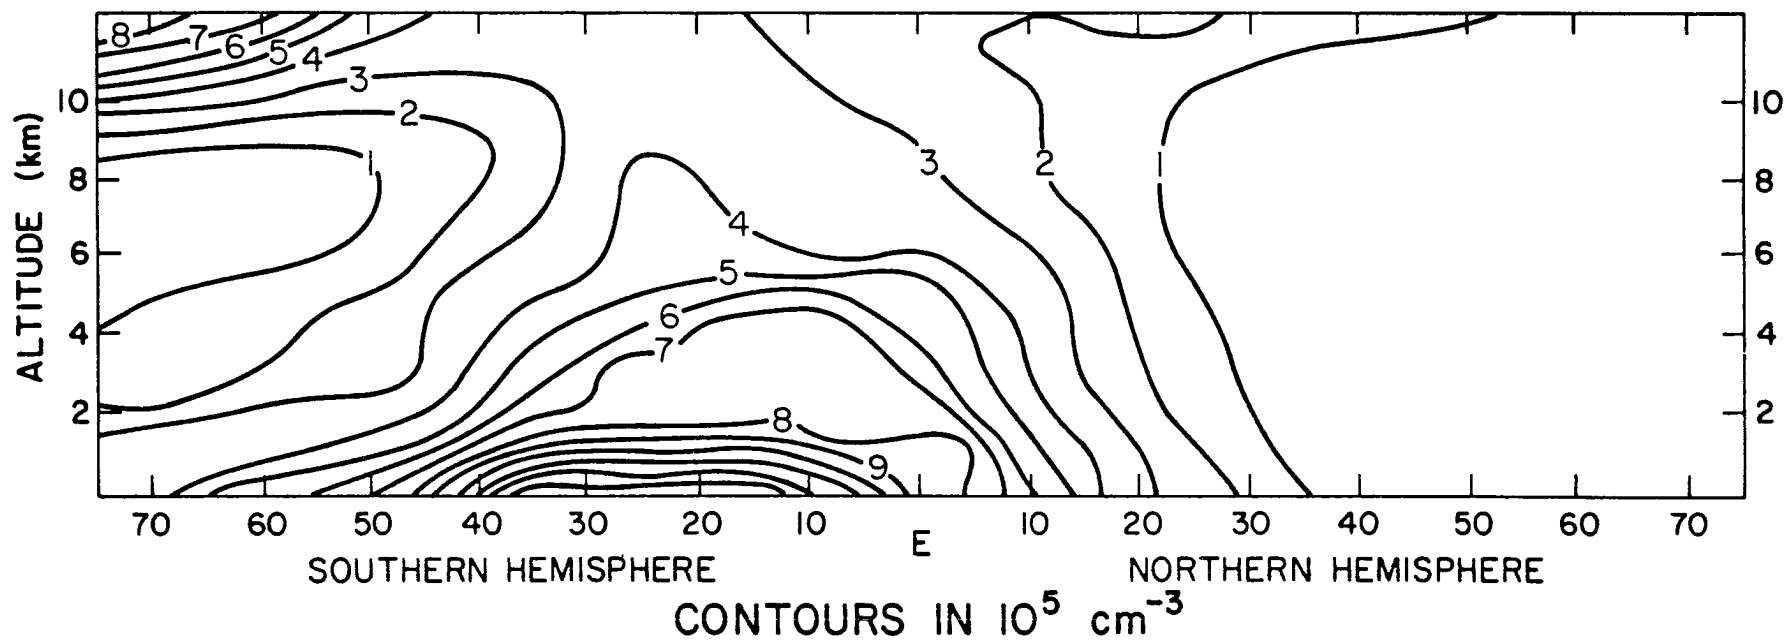 8 7 6 5 4 3 2 1
3 2 1
4 5 6 7 8 9
ALTITUDE (km)
10 10
8 8
6 6
4 4
2 2
70 60 50 40 30 20 10 E 10 20 30 40 50 60 70
SOUTHERN HEMISPHERE NORTHERN HEMISPHERE
CONTOURS IN 10⁵ cm⁻³